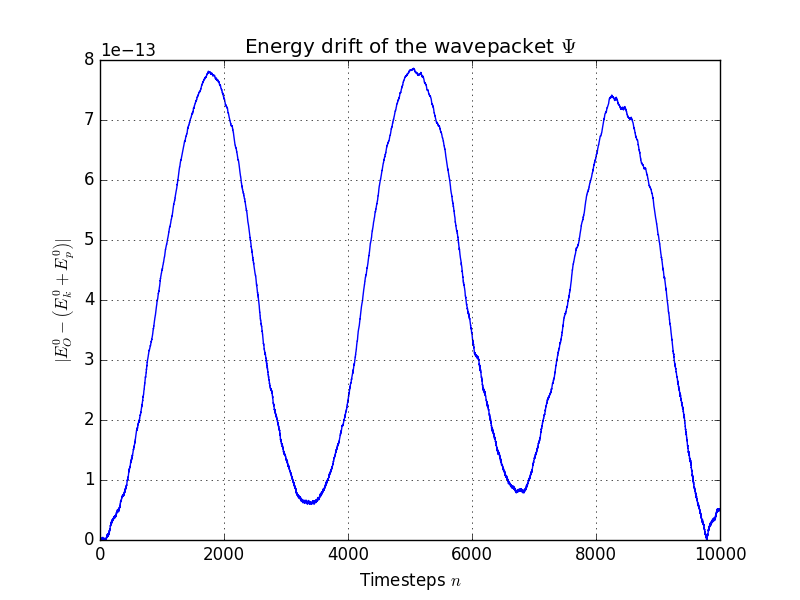 Energy drift of the wavepacket Ψ
1e−13
8
7
6
5
4
3
2
1
0
|E_O^0 − (E_k^0 + E_p^0)|
0 2000 4000 6000 8000 10000
Timesteps n